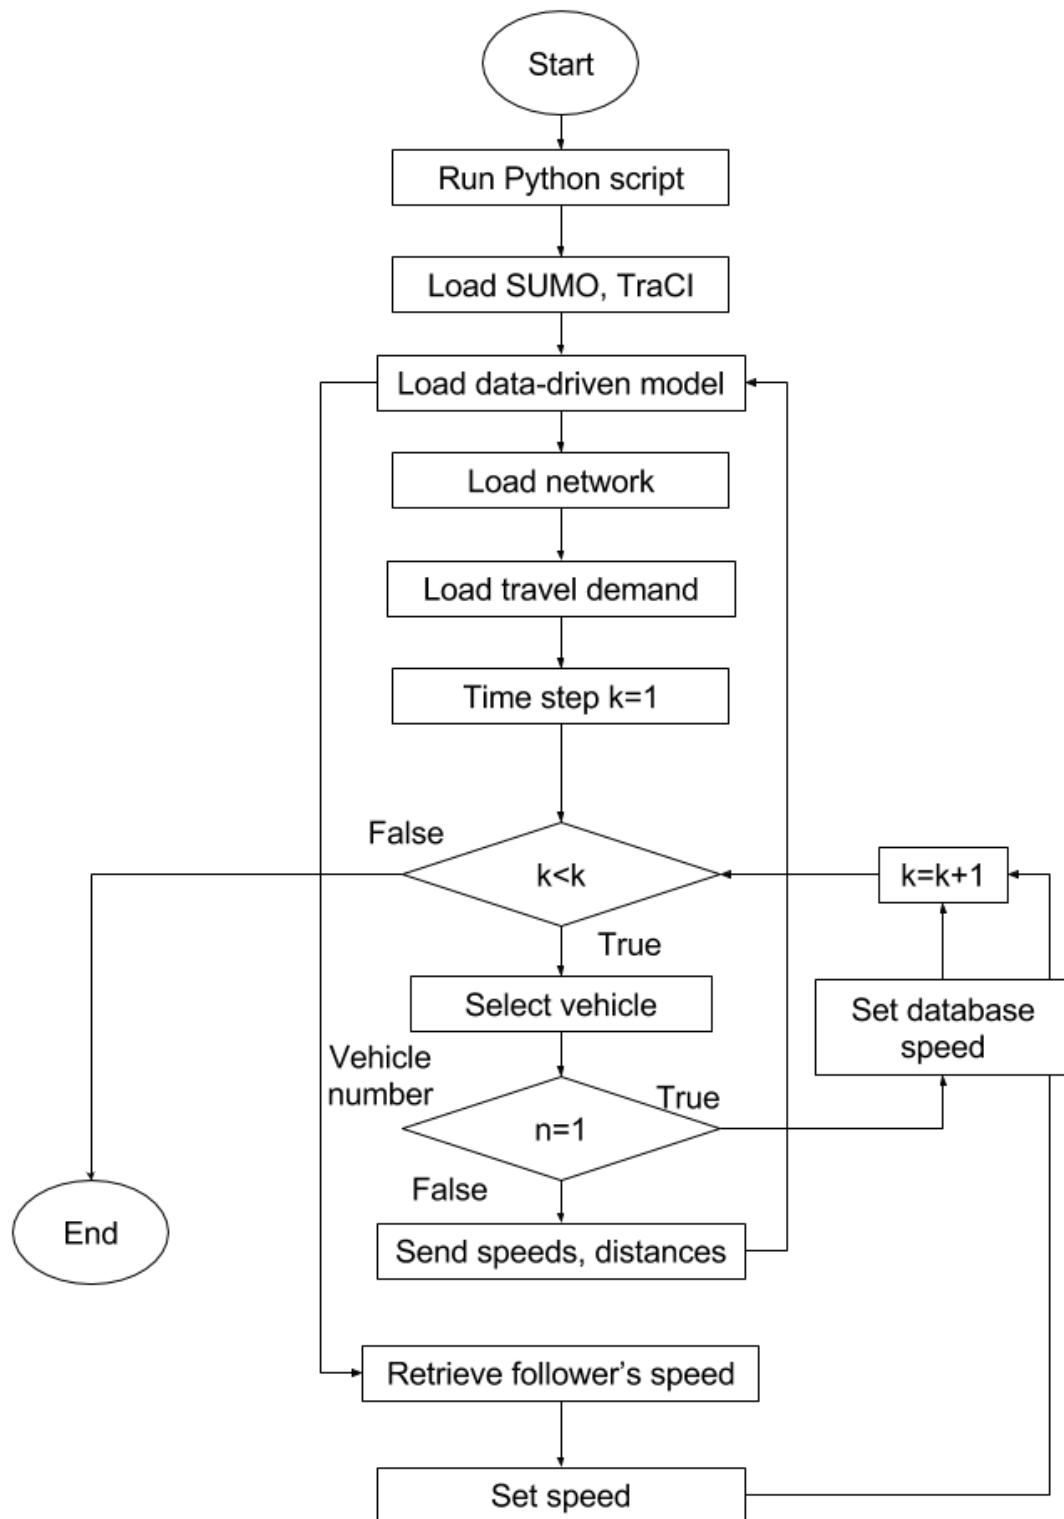 Start
Run Python script
Load SUMO, TraCI
Load data-driven model
Load network
Load travel demand
Time step k=1
False
k<k
k=k+1
True
Select vehicle
Set database
speed
Vehicle
number
True
n=1
False
End
Send speeds, distances
Retrieve follower’s speed
Set speed